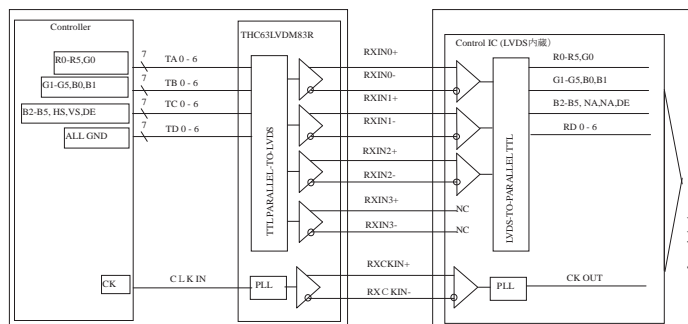 Controller
THC63LVDM83R
Control IC (LVDS内蔵)
R0-R5,G0
7
TA 0 - 6
G1-G5,B0,B1
7
TB 0 - 6
B2-B5, HS,VS,DE
7
TC 0 - 6
ALL GND
7
TD 0 - 6
CK
C L K IN
TTL PARALLEL-TO-LVDS
PLL
RXIN0+
RXIN0-
RXIN1+
RXIN1-
RXIN2+
RXIN2-
RXIN3+
NC
RXIN3-
NC
RXCKIN+
RXC KIN-
LVDS-TO-PARALLEL TTL
PLL
R0-R5,G0
G1-G5,B0,B1
B2-B5, NA,NA,DE
RD 0 - 6
CK OUT